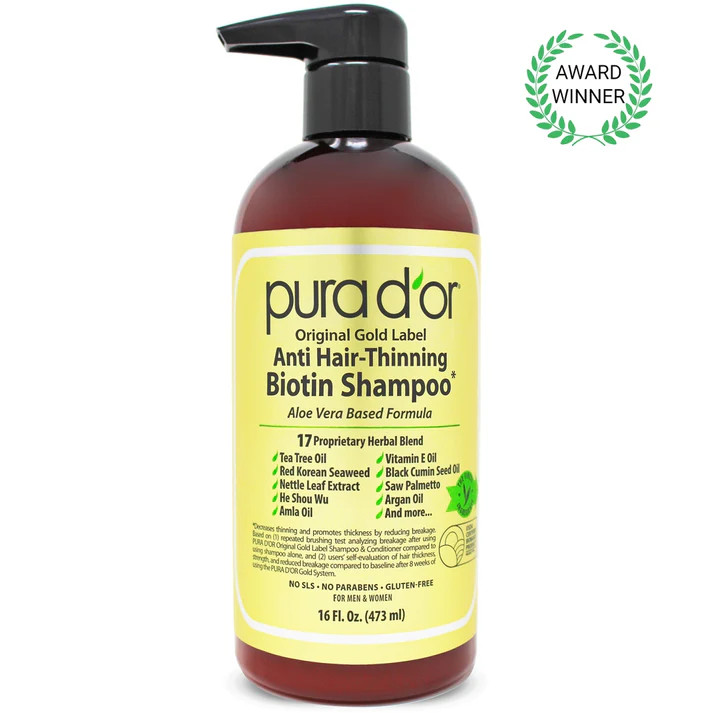 AWARD
WINNER
pura d'or®
Original Gold Label
Anti Hair-Thinning
Biotin Shampoo*
Aloe Vera Based Formula
17 Proprietary Herbal Blend
Tea Tree Oil
Red Korean Seaweed
Nettle Leaf Extract
He Shou Wu
Amla Oil
Vitamin E Oil
Black Cumin Seed Oil
Saw Palmetto
Argan Oil
And more...
*Decreases thinning and promotes thickness by reducing breakage.
Based on (1) repeated brushing test analyzing breakage after using
PURA D'OR Original Gold Label Shampoo & Conditioner compared to
using shampoo alone, and (2) users' self-evaluation of hair thickness,
strength, and reduced breakage compared to baseline after 8 weeks of
using the PURA D'OR Gold System.
NO SLS • NO PARABENS • GLUTEN-FREE
FOR MEN & WOMEN
16 Fl. Oz. (473 ml)